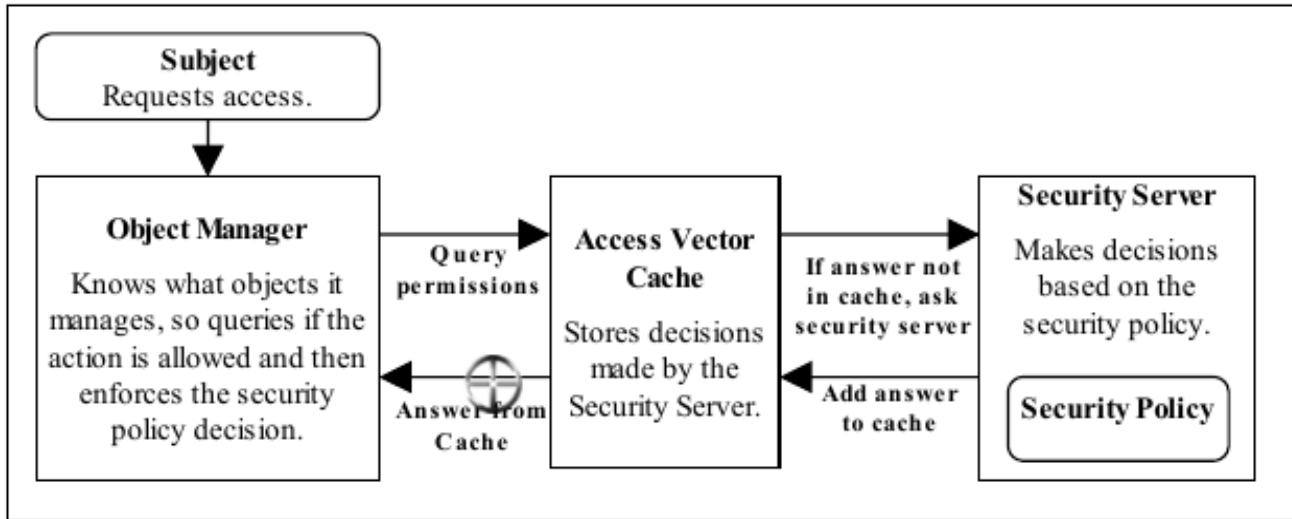 Subject
Requests access.
Object Manager
Knows what objects it
manages, so queries if the
action is allowed and then
enforces the security
policy decision.
Query
permissions
Answer from
Cache
Access Vector
Cache
Stores decisions
made by the
Security Server.
If answer not
in cache, ask
security server
Add answer
to cache
Security Server
Makes decisions
based on the
security policy.
Security Policy